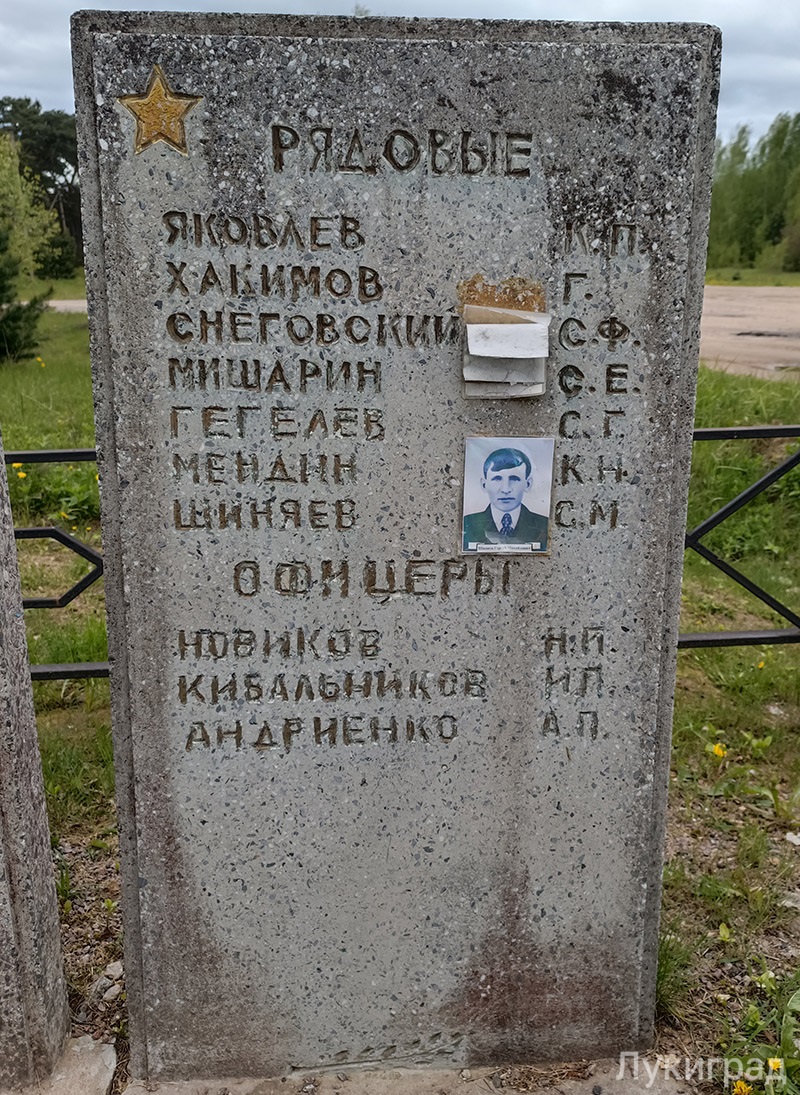 РЯДОВЫЕ
ЯКОВЛЕВ К.П.
ХАКИМОВ Г.
СНЕГОВСКИЙ С.Ф.
МИШАРИН С.Е.
ГЕГЕЛЕВ С.Г.
МЕНДИН К.Н.
ШИНЯЕВ С.М.
ОФИЦЕРЫ
НОВИКОВ Н.П.
КИБАЛЬНИКОВ И.П.
АНДРИЕНКО А.П.
Лукиград